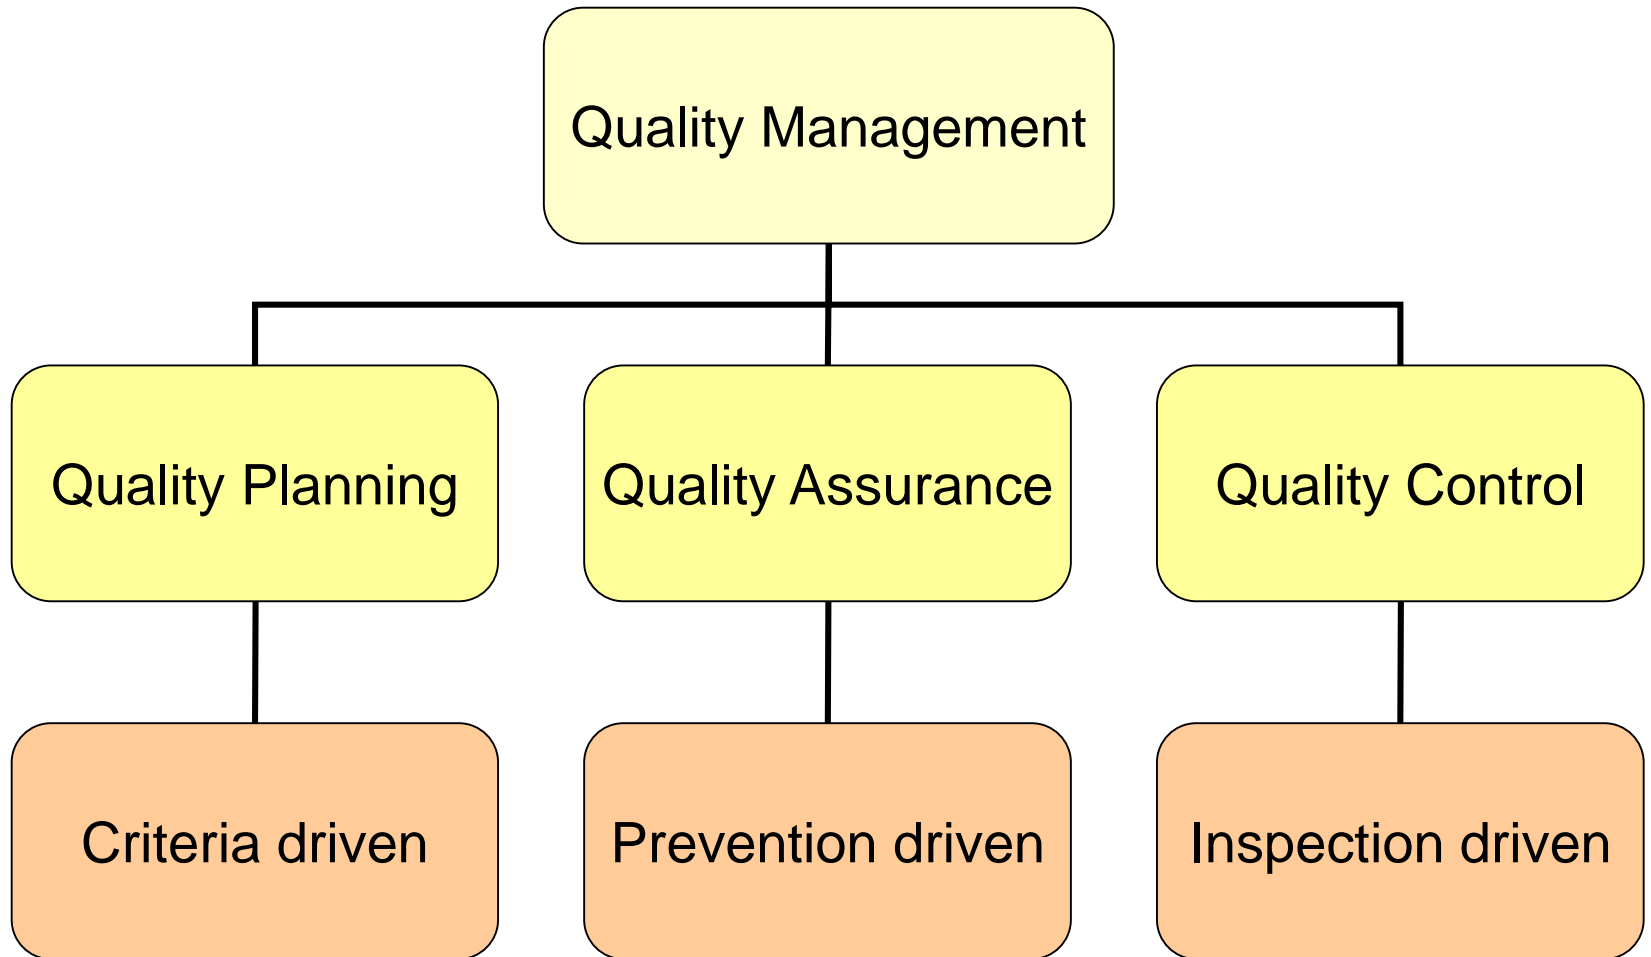 Quality Management
Quality Planning
Quality Assurance
Quality Control
Criteria driven
Prevention driven
Inspection driven